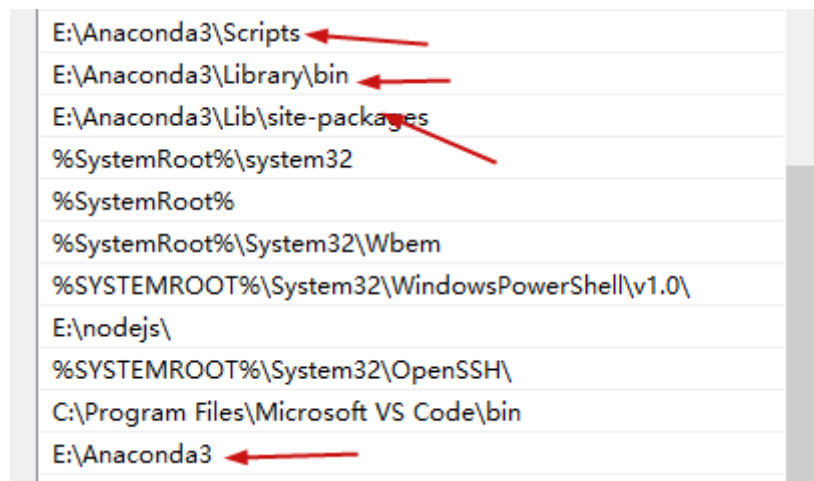 E:\Anaconda3\Scripts
E:\Anaconda3\Library\bin
E:\Anaconda3\Lib\site-packages
%SystemRoot%\system32
%SystemRoot%
%SystemRoot%\System32\Wbem
%SYSTEMROOT%\System32\WindowsPowerShell\v1.0\
E:\nodejs\
%SYSTEMROOT%\System32\OpenSSH\
C:\Program Files\Microsoft VS Code\bin
E:\Anaconda3